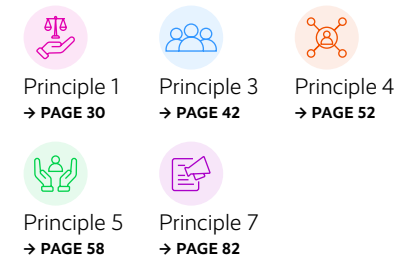 Principle 1
→ PAGE 30
Principle 3
→ PAGE 42
Principle 4
→ PAGE 52
Principle 5
→ PAGE 58
Principle 7
→ PAGE 82